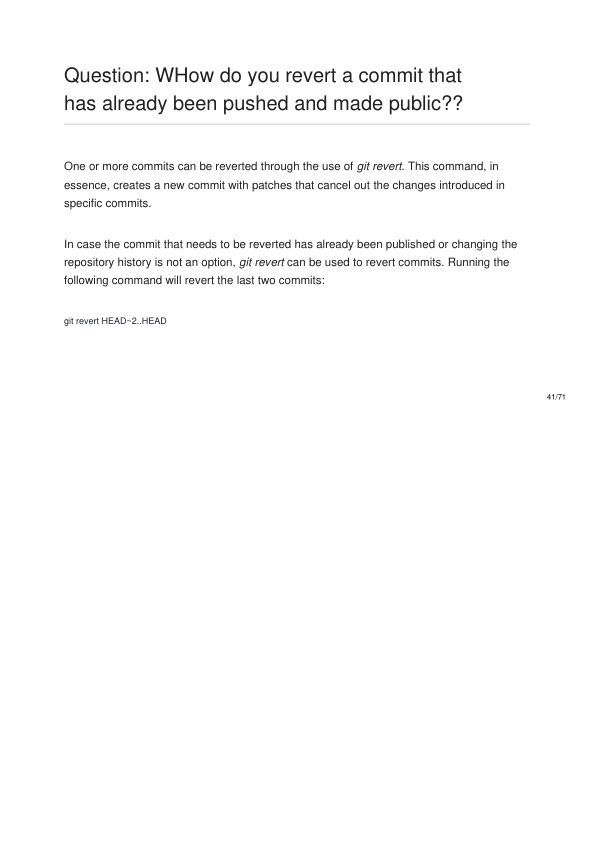 Question: WHow do you revert a commit that
has already been pushed and made public??
One or more commits can be reverted through the use of git revert. This command, in
essence, creates a new commit with patches that cancel out the changes introduced in
specific commits.
In case the commit that needs to be reverted has already been published or changing the
repository history is not an option, git revert can be used to revert commits. Running the
following command will revert the last two commits:
git revert HEAD~2..HEAD
41/71